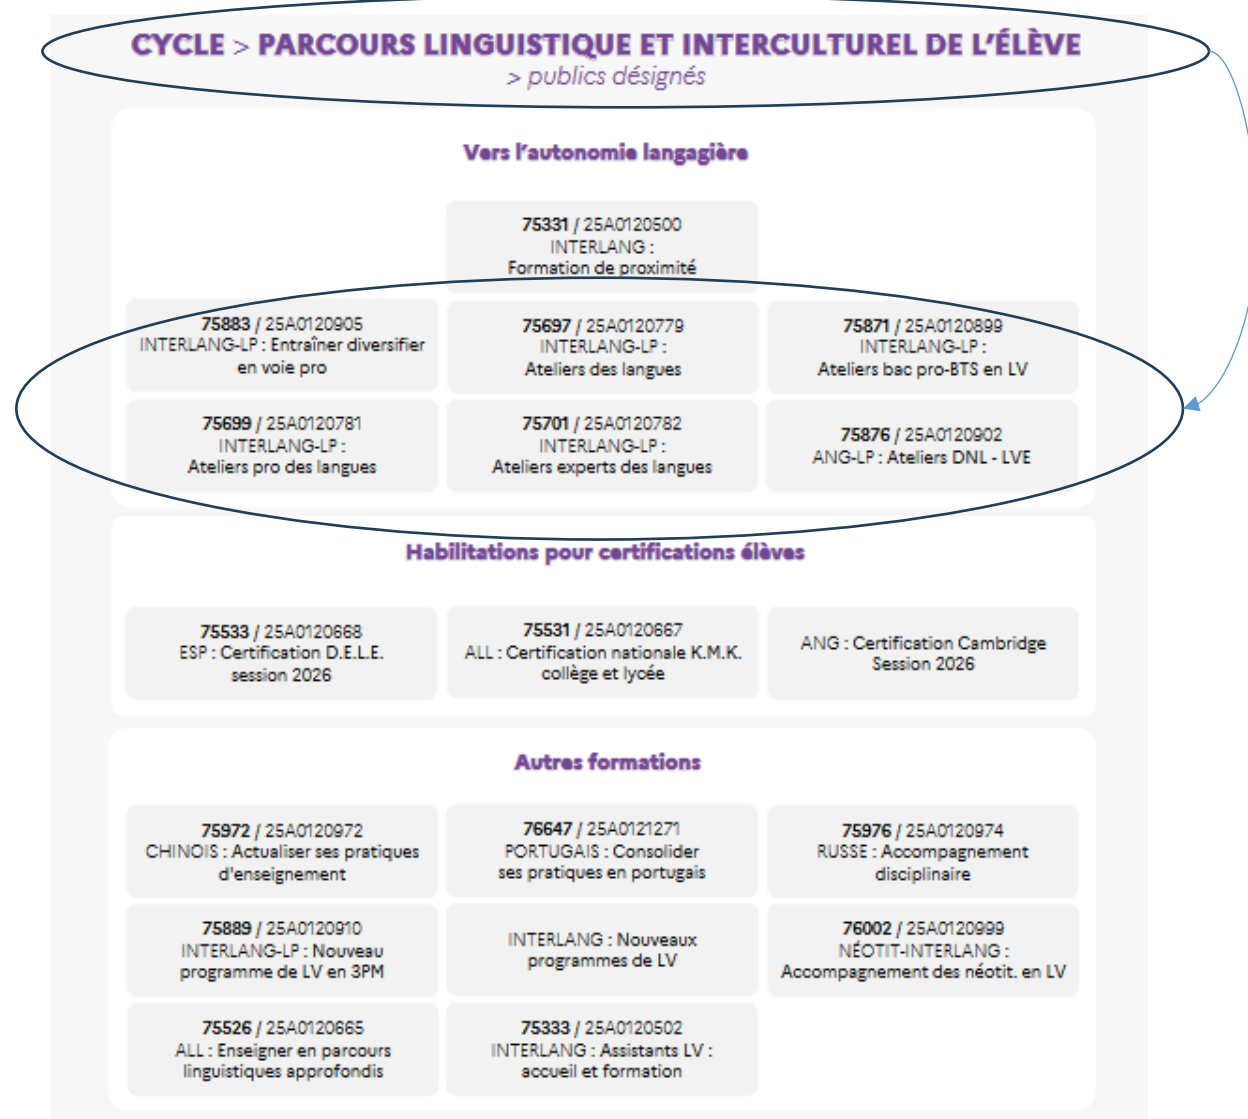 CYCLE > PARCOURS LINGUISTIQUE ET INTERCULTUREL DE L'ÉLÈVE
> publics désignés
Vers l'autonomie langagière
75331 / 25A0120500
INTERLANG :
Formation de proximité
75883 / 25A0120905
INTERLANG-LP : Entraîner diversifier
en voie pro
75697 / 25A0120779
INTERLANG-LP :
Ateliers des langues
75871 / 25A0120899
INTERLANG-LP :
Ateliers bac pro-BTS en LV
75699 / 25A0120781
INTERLANG-LP :
Ateliers pro des langues
75701 / 25A0120782
INTERLANG-LP :
Ateliers experts des langues
75876 / 25A0120902
ANG-LP : Ateliers DNL - LVE
Habilitations pour certifications élèves
75533 / 25A0120668
ESP : Certification D.E.L.E.
session 2026
75531 / 25A0120667
ALL : Certification nationale K.M.K.
collège et lycée
ANG : Certification Cambridge
Session 2026
Autres formations
75972 / 25A0120972
CHINOIS : Actualiser ses pratiques
d'enseignement
76647 / 25A0121271
PORTUGAIS : Consolider
ses pratiques en portugais
75976 / 25A0120974
RUSSE : Accompagnement
disciplinaire
75889 / 25A0120910
INTERLANG-LP : Nouveau
programme de LV en 3PM
INTERLANG : Nouveaux
programmes de LV
76002 / 25A0120999
NÉOTIT-INTERLANG :
Accompagnement des néotit. en LV
75526 / 25A0120665
ALL : Enseigner en parcours
linguistiques approfondis
75333 / 25A0120502
INTERLANG : Assistants LV :
accueil et formation